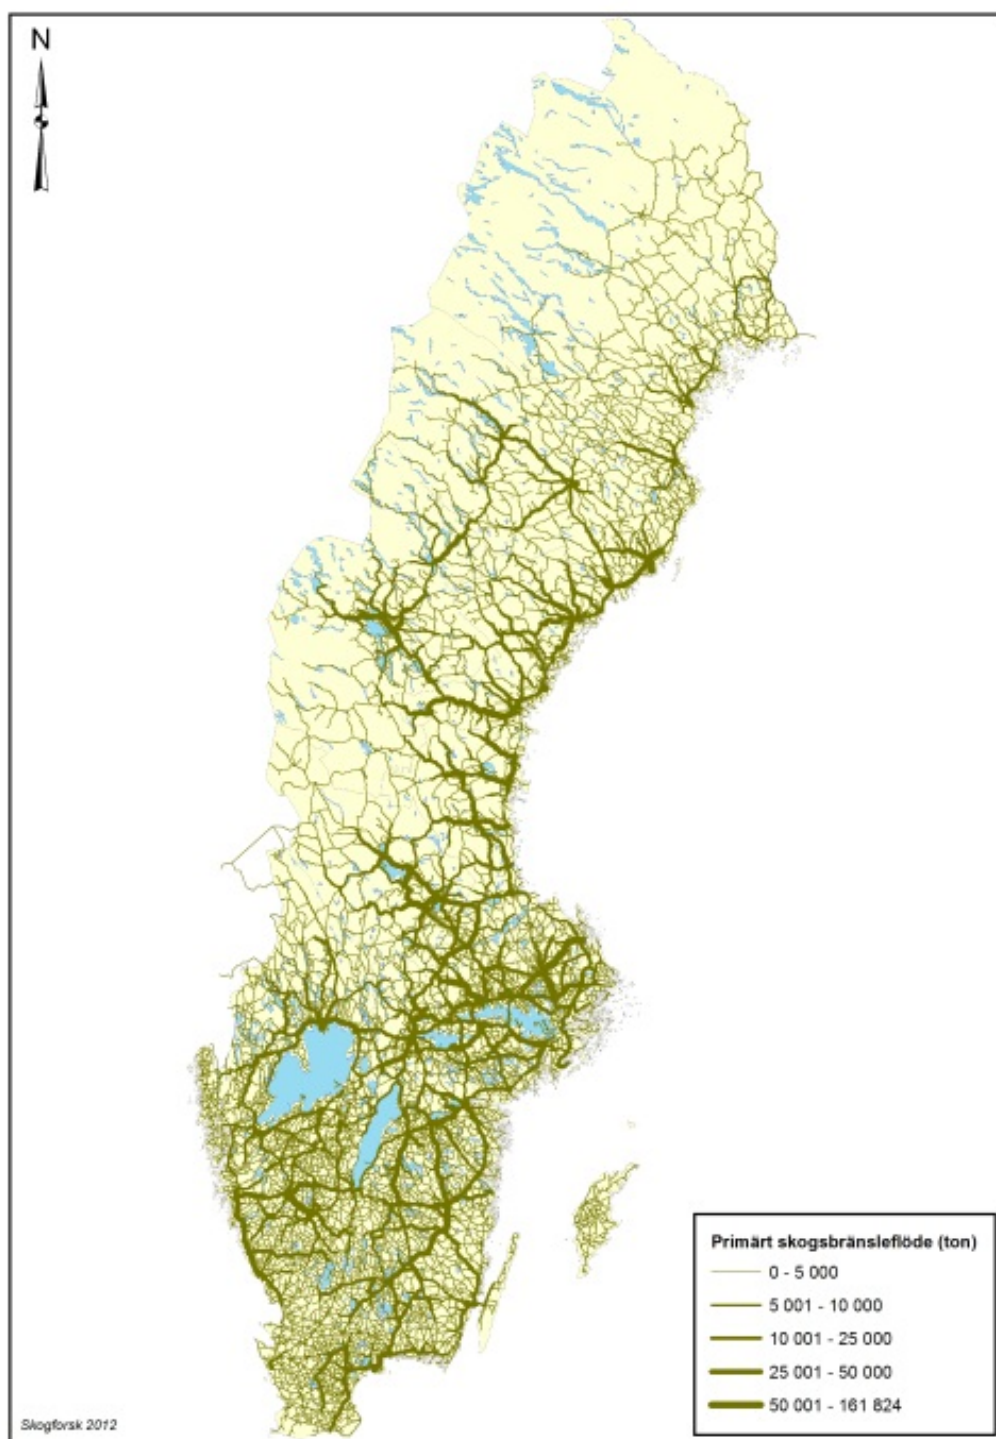 N
Primärt skogsbränsleflöde (ton)
0 - 5 000
5 001 - 10 000
10 001 - 25 000
25 001 - 50 000
50 001 - 161 824
Skogforsk 2012